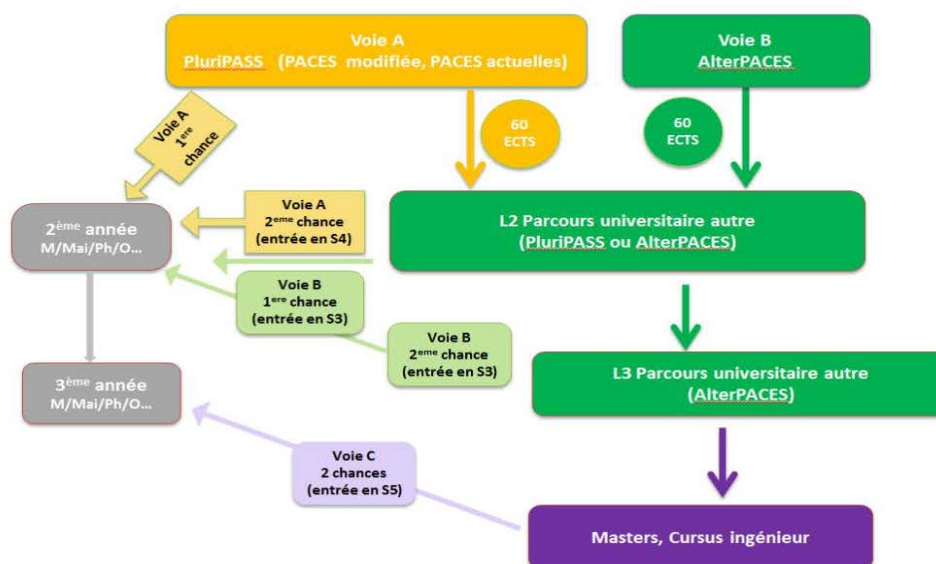 Voie A
PluriPASS (PACES modifiée, PACES actuelles)
Voie B
AlterPACES
60
ECTS
60
ECTS
Voie A
1ere
chance
2ème année
M/Mai/Ph/O...
Voie A
2eme chance
(entrée en S4)
L2 Parcours universitaire autre
(PluriPASS ou AlterPACES)
Voie B
1ere chance
(entrée en S3)
Voie B
2eme chance
(entrée en S3)
3ème année
M/Mai/Ph/O...
L3 Parcours universitaire autre
(AlterPACES)
Voie C
2 chances
(entrée en S5)
Masters, Cursus ingénieur